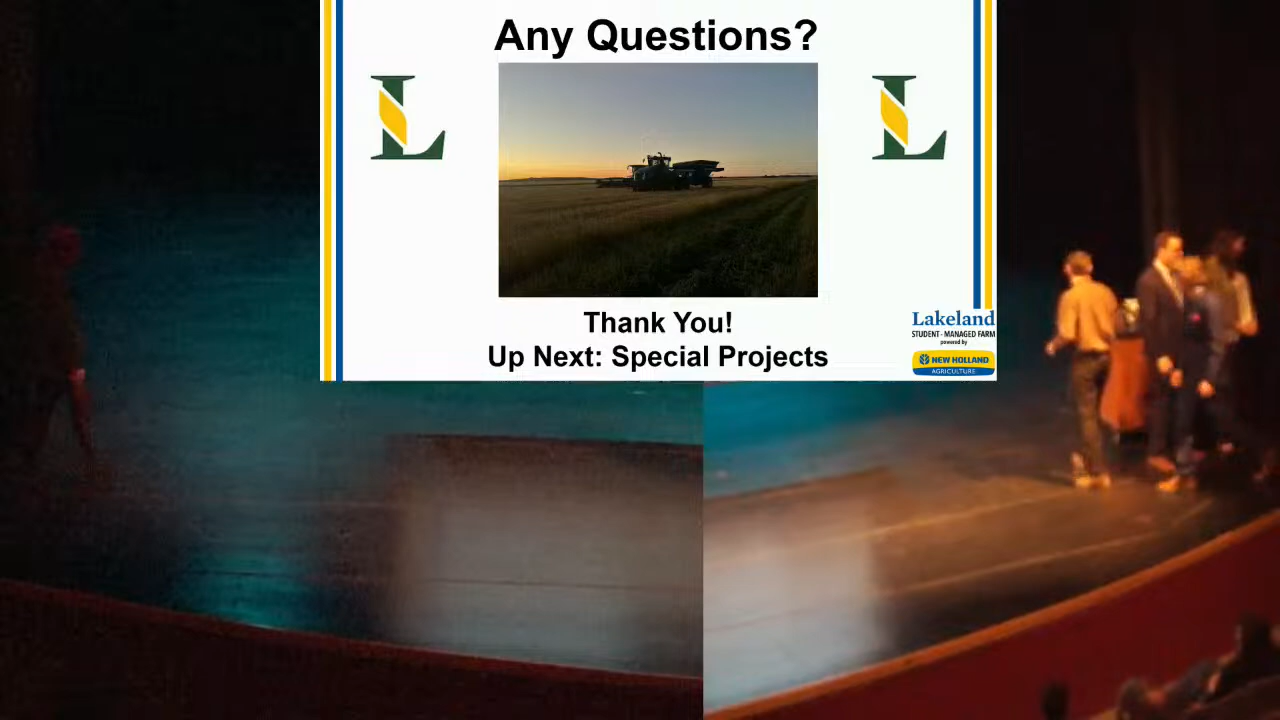 Any Questions?
L
L
Thank You!
Up Next: Special Projects
Lakeland
STUDENT - MANAGED FARM
powered by
NEW HOLLAND
AGRICULTURE